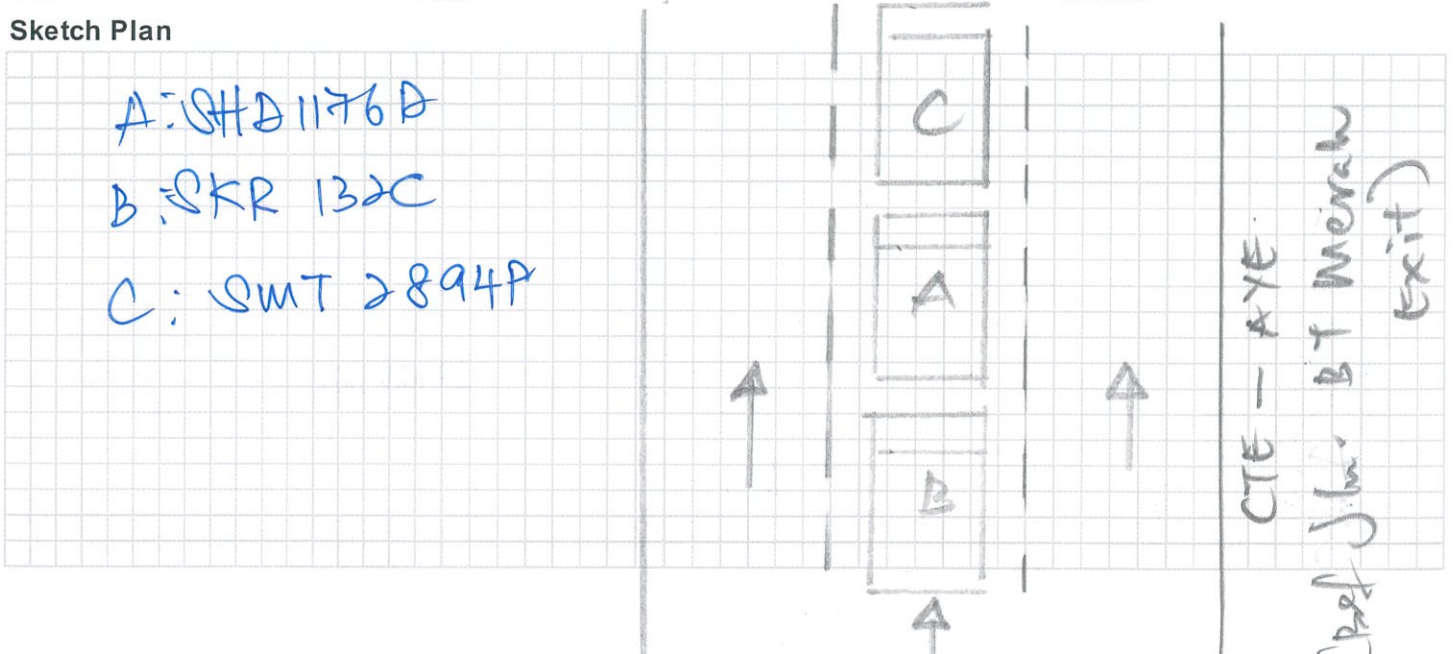 Sketch Plan
A: SHD1176D
B: SKR 132C
C: SMT 2894P
C
A
B
CTE - AYE
(Bef Jln. BT Merah
Exit)